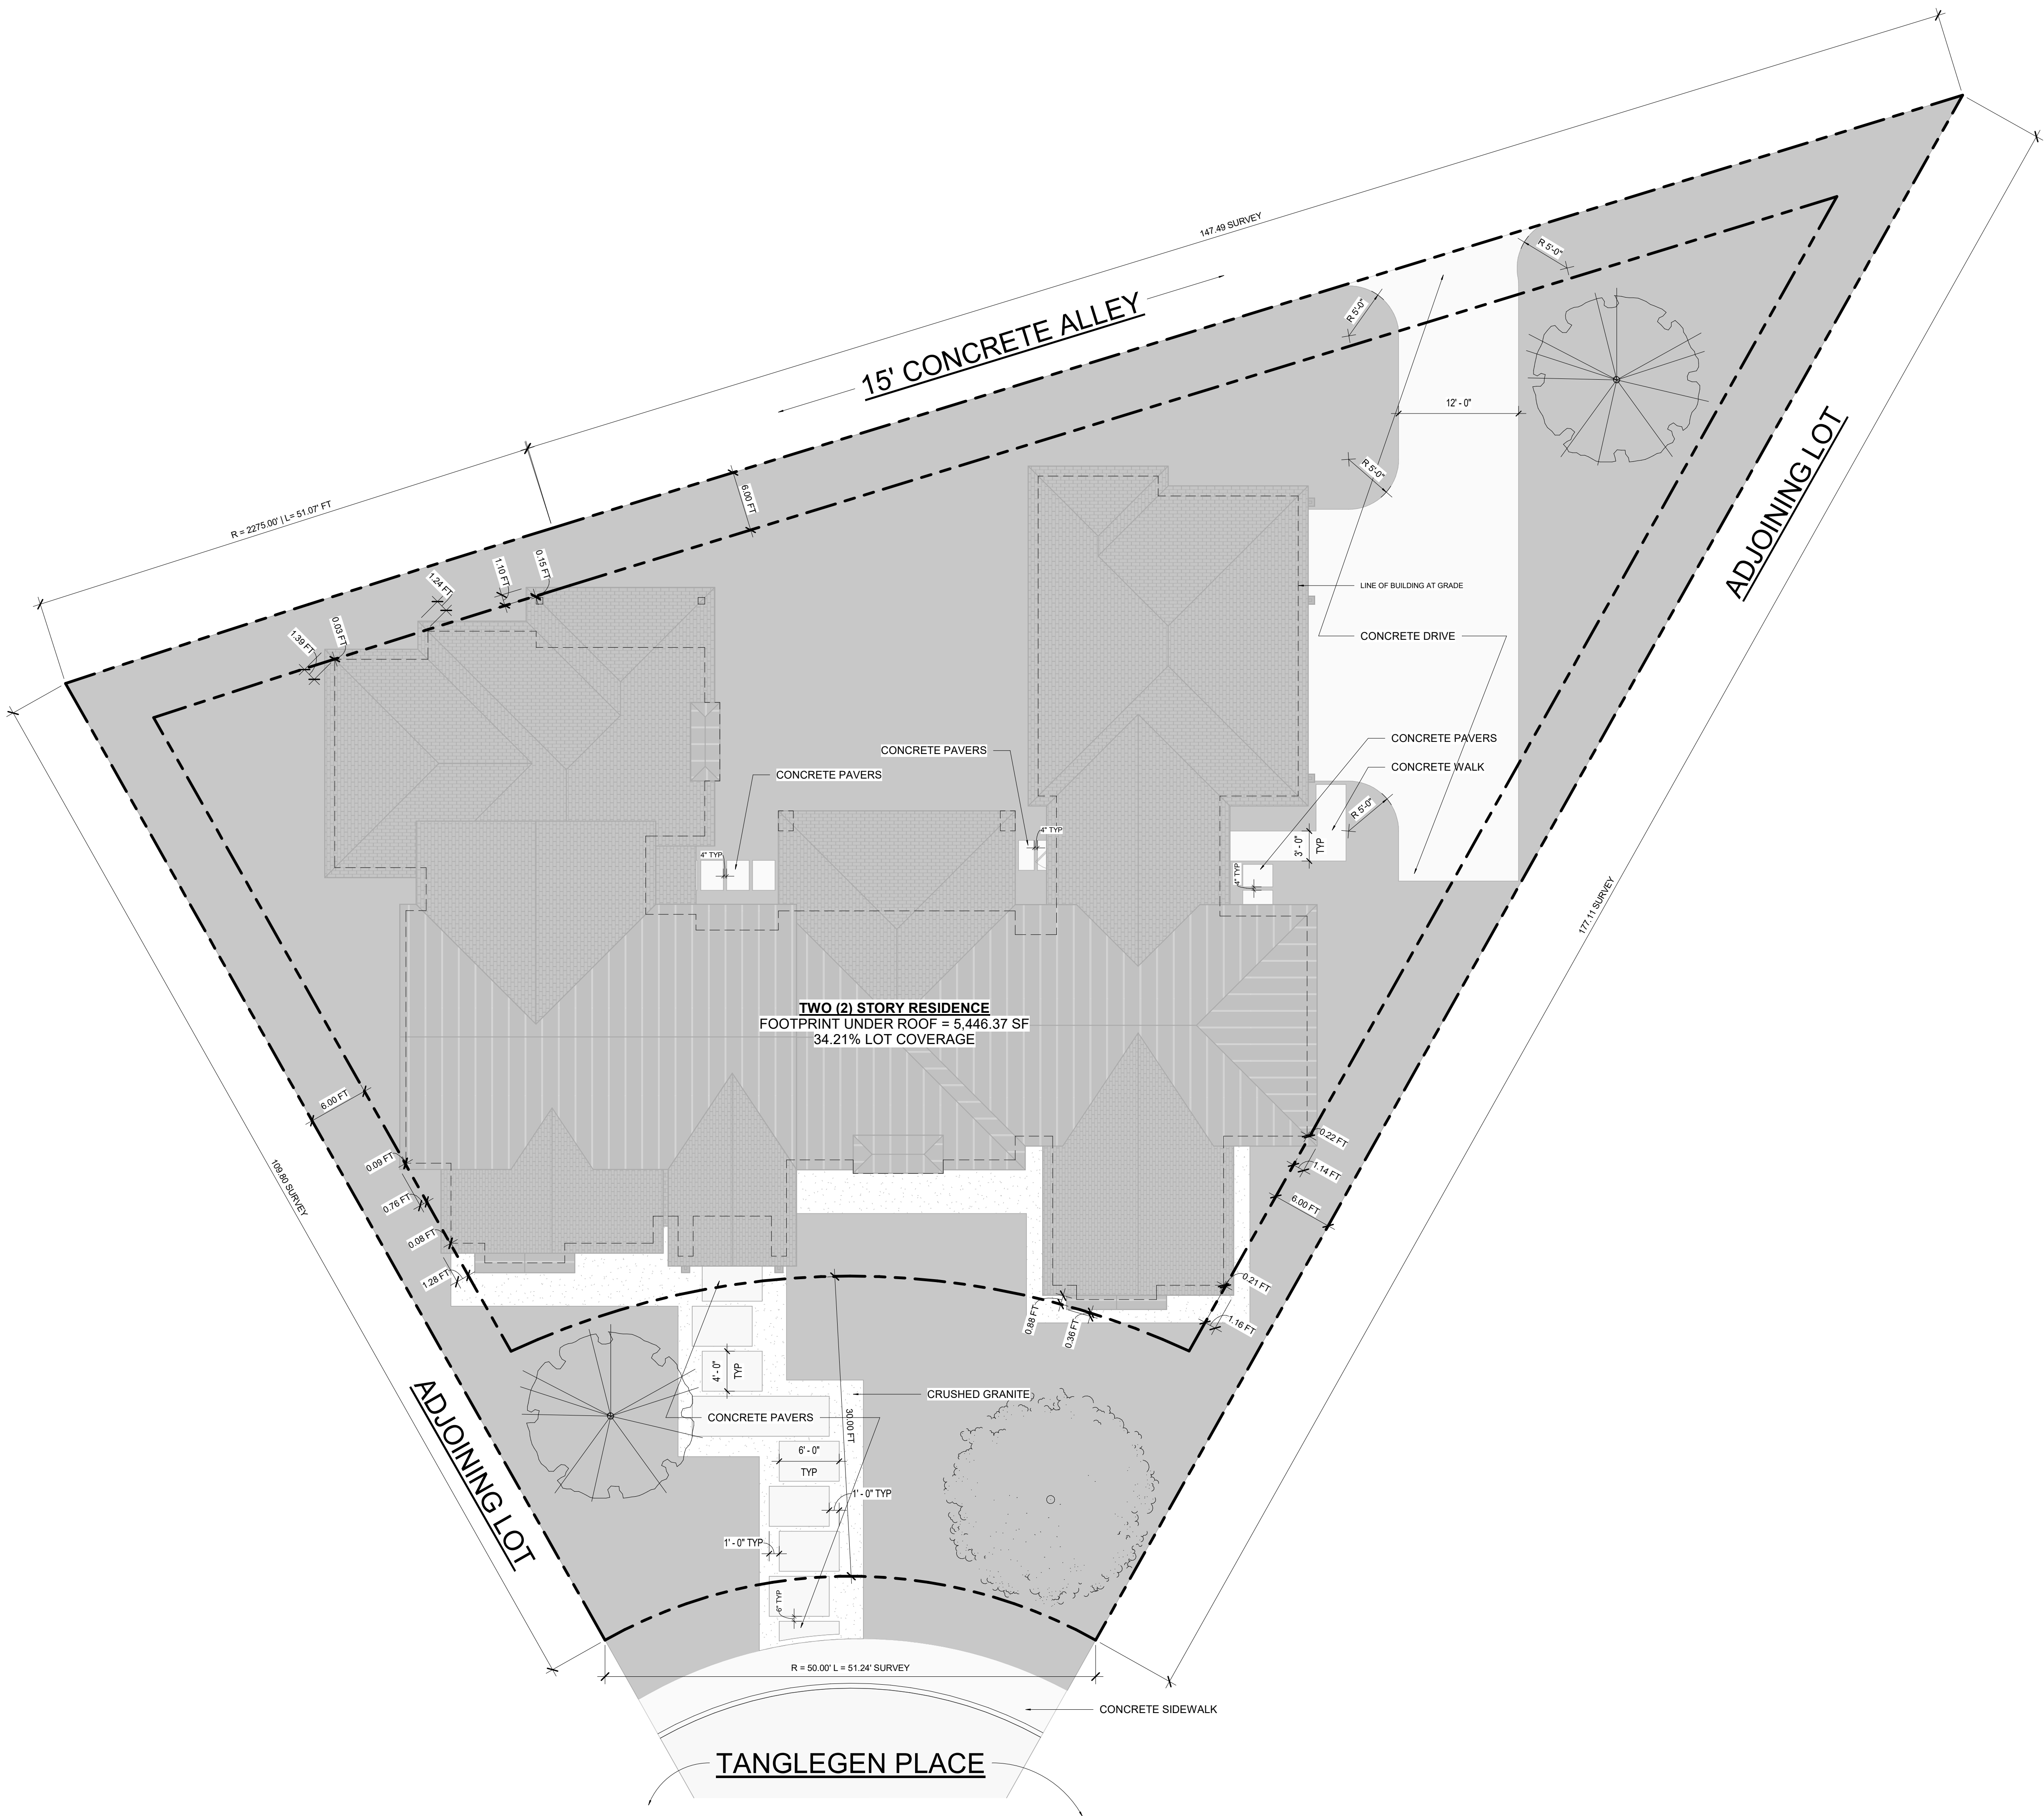 147.49 SURVEY
R 5'-0"
R 5'-0"
15' CONCRETE ALLEY
12' - 0"
R 5'-0"
ADJOINING LOT
R = 2275.00' | L= 51.07' FT
6.00 FT
0.15 FT
1.10 FT
1.24 FT
0.03 FT
1.39 FT
LINE OF BUILDING AT GRADE
CONCRETE DRIVE
CONCRETE PAVERS
CONCRETE PAVERS
CONCRETE WALK
CONCRETE PAVERS
R 5'-0"
4" TYP
3' - 0"
TYP
4" TYP
4" TYP
177.11 SURVEY
TWO (2) STORY RESIDENCE
FOOTPRINT UNDER ROOF = 5,446.37 SF
34.21% LOT COVERAGE
6.00 FT
0.09 FT
0.76 FT
0.08 FT
1.28 FT
109.80 SURVEY
0.22 FT
1.14 FT
6.00 FT
0.21 FT
1.16 FT
0.88 FT
0.36 FT
4' - 0"
TYP
CRUSHED GRANITE
CONCRETE PAVERS
30.00 FT
6' - 0"
TYP
1' - 0" TYP
1' - 0" TYP
6" TYP
ADJOINING LOT
R = 50.00' L = 51.24' SURVEY
CONCRETE SIDEWALK
TANGLEGEN PLACE